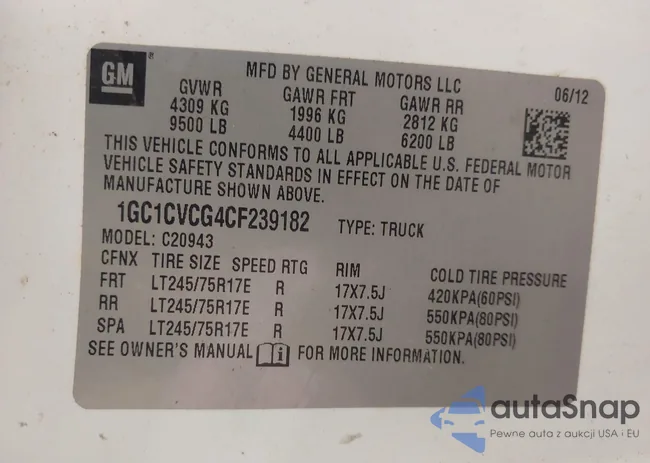 GM ®
MFD BY GENERAL MOTORS LLC
06/12
GVWR GAWR FRT GAWR RR
4309 KG 1996 KG 2812 KG
9500 LB 4400 LB 6200 LB
THIS VEHICLE CONFORMS TO ALL APPLICABLE U.S. FEDERAL MOTOR
VEHICLE SAFETY STANDARDS IN EFFECT ON THE DATE OF
MANUFACTURE SHOWN ABOVE.
1GC1CVCG4CF239182 TYPE: TRUCK
MODEL: C20943
CFNX TIRE SIZE SPEED RTG RIM COLD TIRE PRESSURE
FRT LT245/75R17E R 17X7.5J 420KPA(60PSI)
RR LT245/75R17E R 17X7.5J 550KPA(80PSI)
SPA LT245/75R17E R 17X7.5J 550KPA(80PSI)
SEE OWNER'S MANUAL i FOR MORE INFORMATION.
autaSnap
Pewne auta z aukcji USA i EU